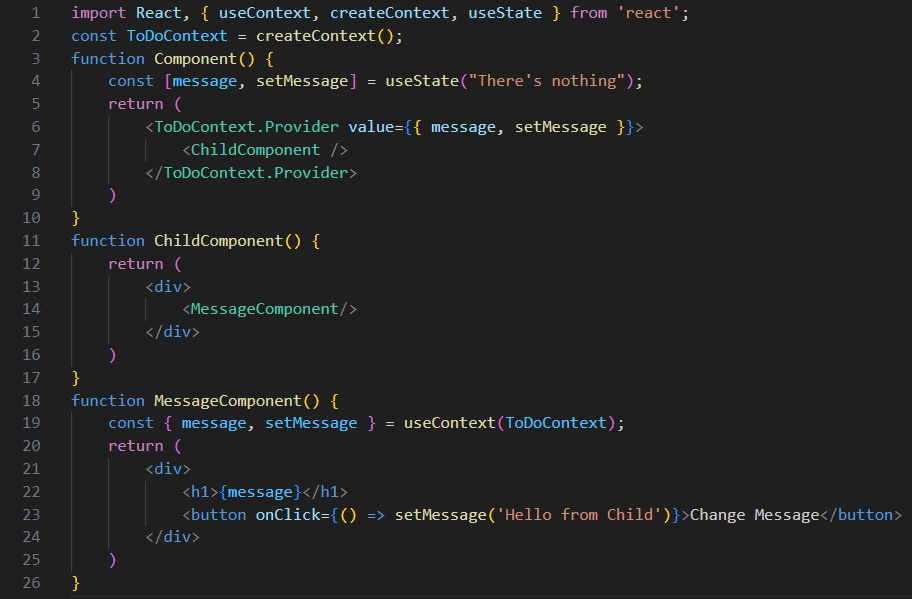 1 import React, { useContext, createContext, useState } from 'react';
2 const ToDoContext = createContext();
3 function Component() {
4     const [message, setMessage] = useState("There's nothing");
5     return (
6         <ToDoContext.Provider value={{ message, setMessage }}>
7             <ChildComponent />
8         </ToDoContext.Provider>
9     )
10 }
11 function ChildComponent() {
12     return (
13         <div>
14             <MessageComponent/>
15         </div>
16     )
17 }
18 function MessageComponent() {
19     const { message, setMessage } = useContext(ToDoContext);
20     return (
21         <div>
22             <h1>{message}</h1>
23             <button onClick={() => setMessage('Hello from Child')}>Change Message</button>
24         </div>
25     )
26 }